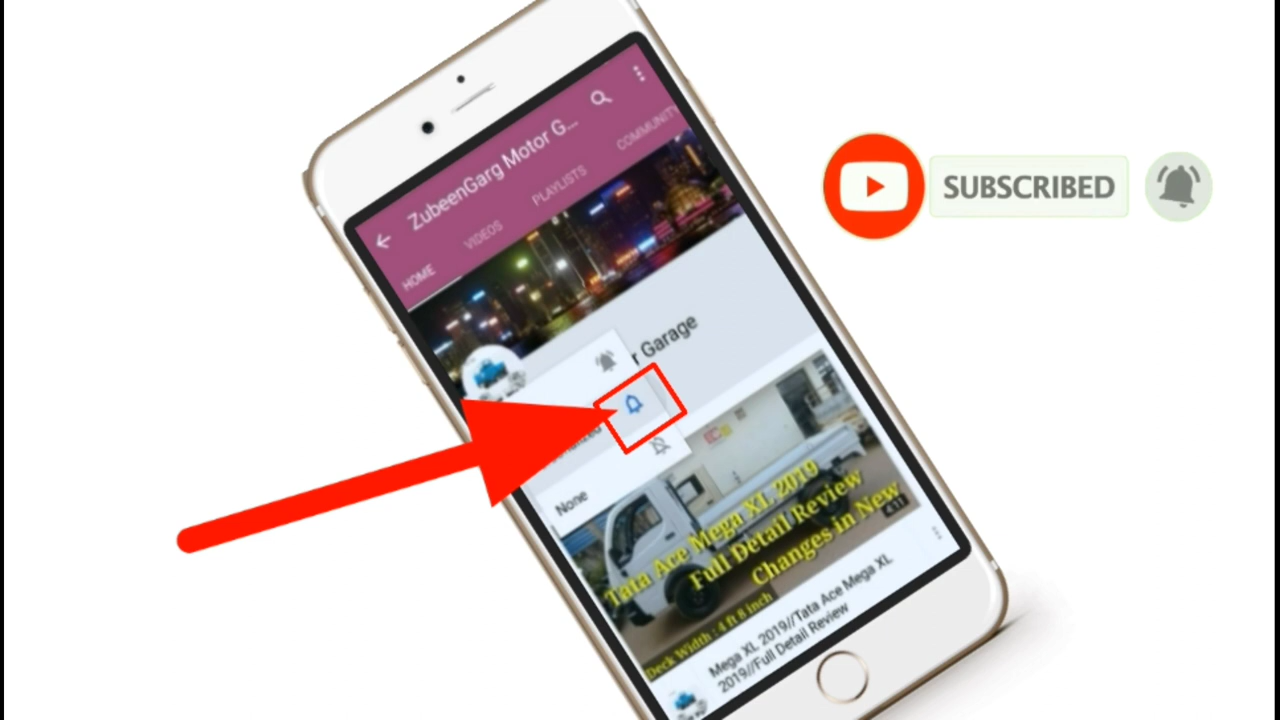 ZubeenGarg Motor G...
HOME
VIDEOS
PLAYLISTS
COMMUNITY
SUBSCRIBED
r Garage
None
Tata Ace Mega XL 2019
Full Detail Review
Changes in New
4:11
Deck Width : 4 ft 8 inch
Mega XL 2019//Tata Ace Mega XL
2019//Full Detail Review